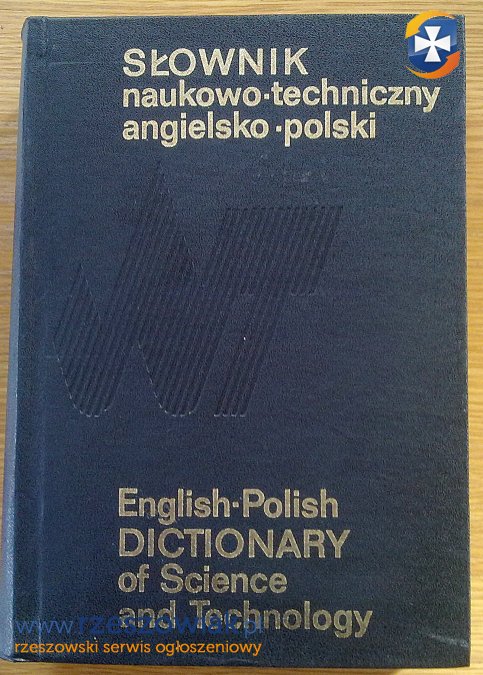 SŁOWNIK
naukowo-techniczny
angielsko-polski
English-Polish
DICTIONARY
of Science
and Technology
www.rzeszowiak.pl
rzeszowski serwis ogłoszeniowy